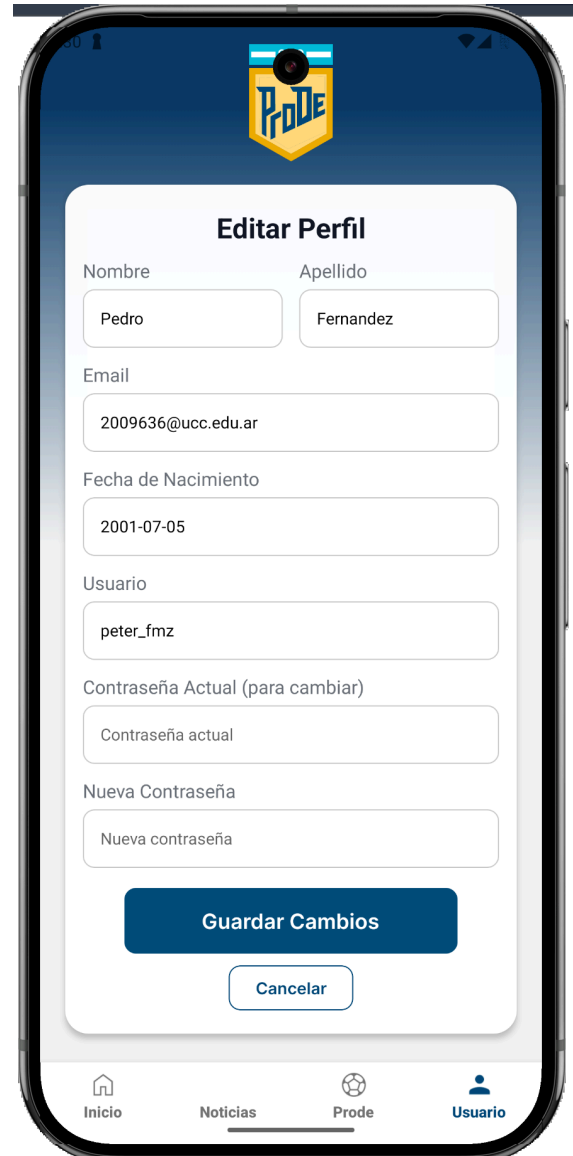 ProDe
Editar Perfil
Nombre Apellido
Pedro Fernandez
Email
2009636@ucc.edu.ar
Fecha de Nacimiento
2001-07-05
Usuario
peter_fmz
Contraseña Actual (para cambiar)
Contraseña actual
Nueva Contraseña
Nueva contraseña
Guardar Cambios
Cancelar
Inicio Noticias Prode Usuario